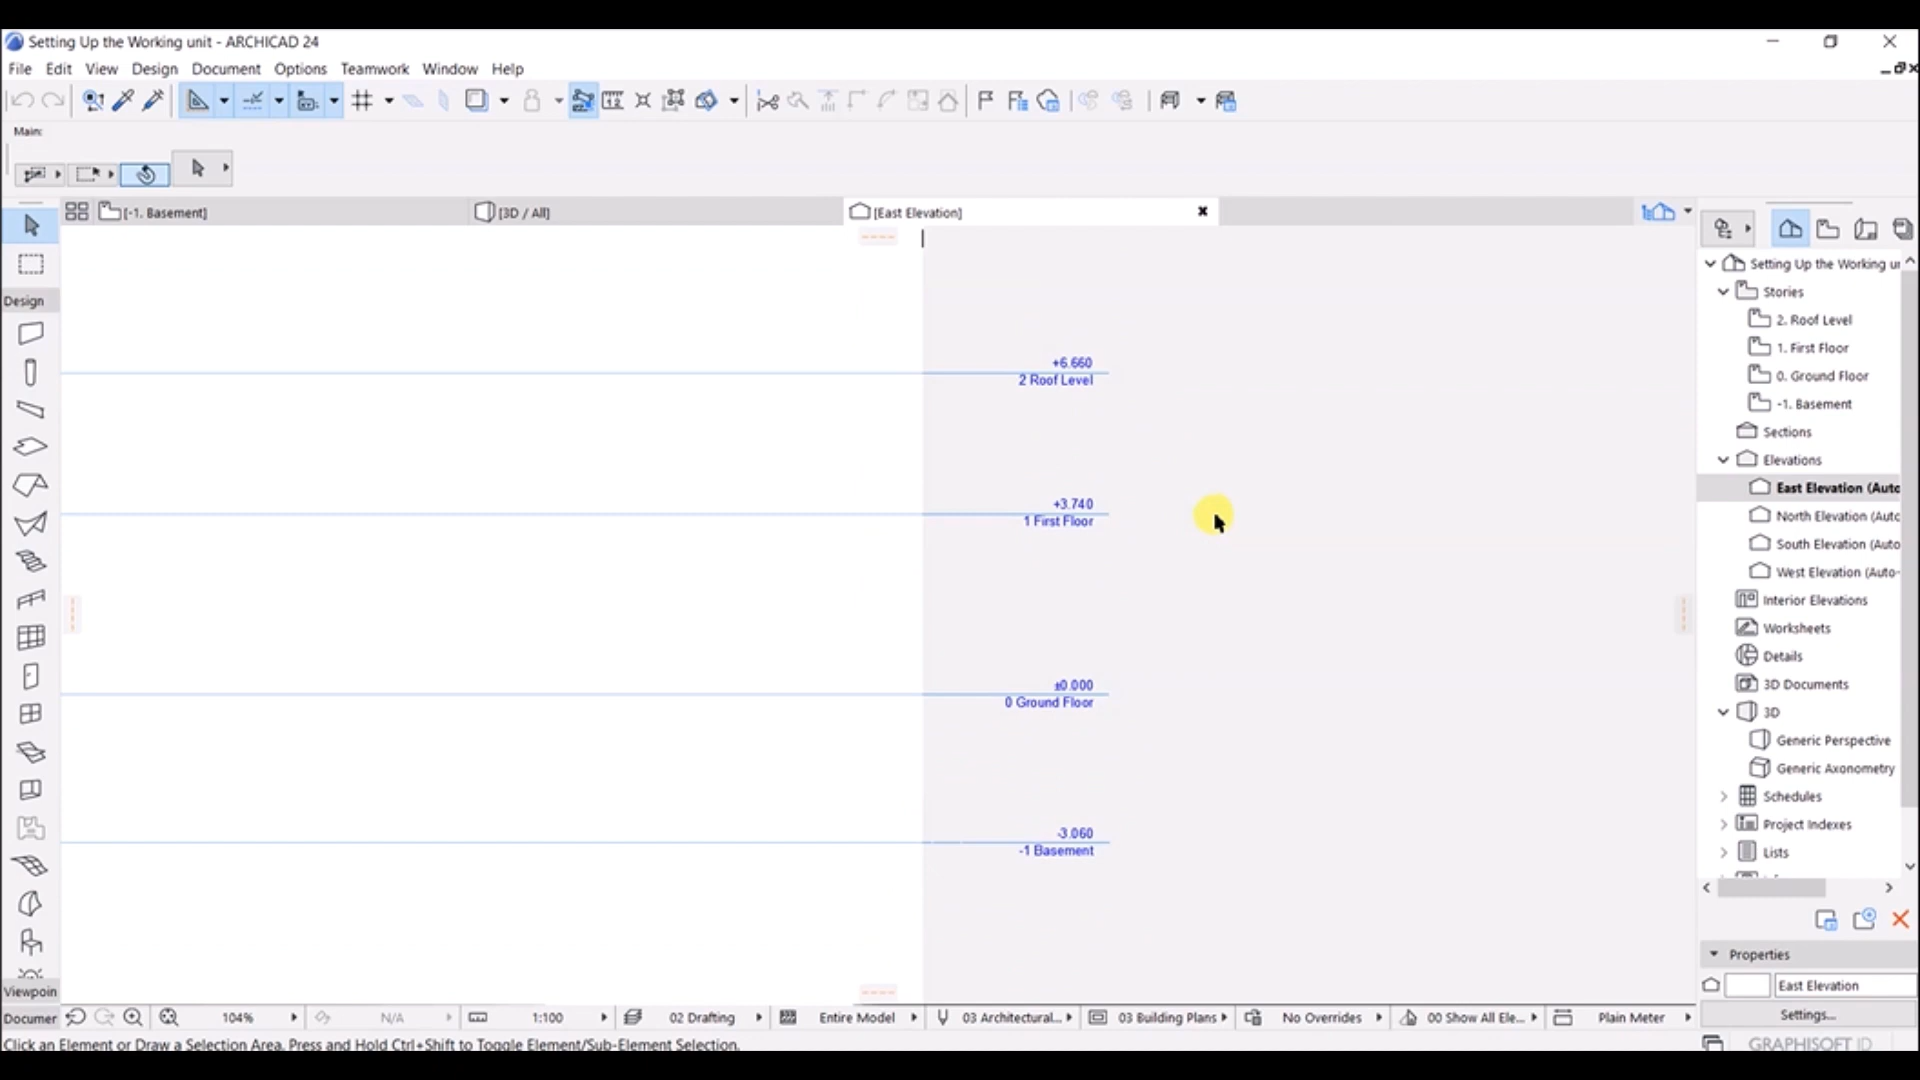 Setting Up the Working unit - ARCHICAD 24
File Edit View Design Document Options Teamwork Window Help
Main:
[-1. Basement]
[3D / All]
[East Elevation]
Design
+6.660
2 Roof Level
+3.740
1 First Floor
±0.000
0 Ground Floor
-3.060
-1 Basement
Setting Up the Working ur
Stories
2. Roof Level
1. First Floor
0. Ground Floor
-1. Basement
Sections
Elevations
East Elevation (Autc
North Elevation (Autc
South Elevation (Auto
West Elevation (Auto-
Interior Elevations
Worksheets
Details
3D Documents
3D
Generic Perspective
Generic Axonometry
Schedules
Project Indexes
Lists
Properties
East Elevation
Settings...
Viewpoin
Documer
104% N/A 1:100 02 Drafting Entire Model 03 Architectural... 03 Building Plans No Overrides 00 Show All Ele... Plain Meter
Click an Element or Draw a Selection Area. Press and Hold Ctrl+Shift to Toggle Element/Sub-Element Selection.
GRAPHISOFT ID